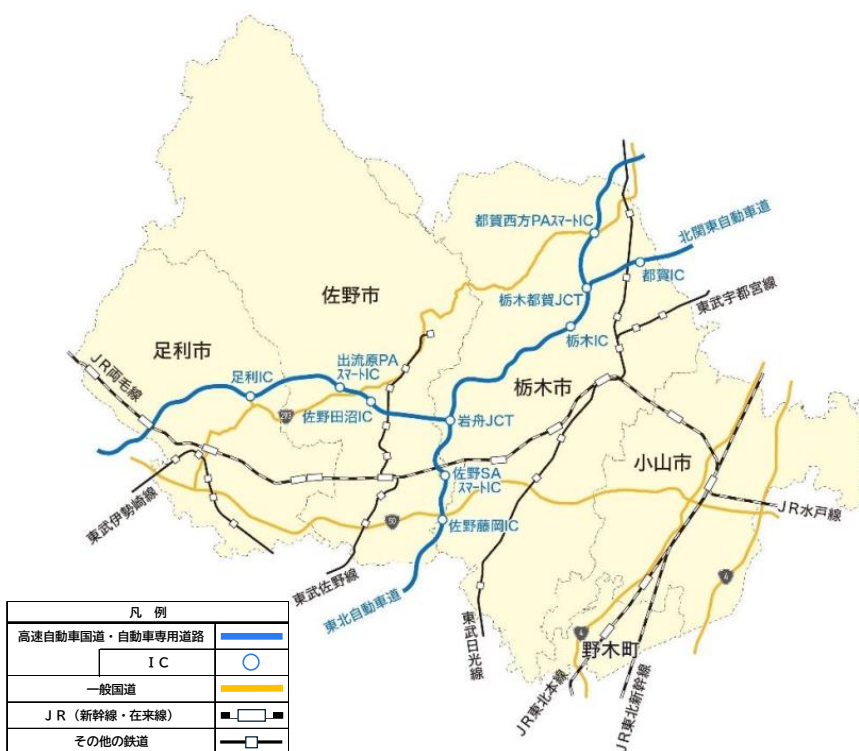 都賀西方PAスマートIC
北関東自動車道
都賀IC
栃木都賀JCT
東武宇都宮線
佐野市
栃木IC
足利市
出流原PA
スマートIC
JR両毛線
足利IC
栃木市
293
佐野田沼IC
岩舟JCT
小山市
佐野SA
スマートIC
東武伊勢崎線
JR水戸線
50
佐野藤岡IC
東武佐野線
4
東北自動車道
東武日光線
4
野木町
JR東北本線
JR東北新幹線
凡 例
高速自動車国道・自動車専用道路
IC
一般国道
JR(新幹線・在来線)
その他の鉄道